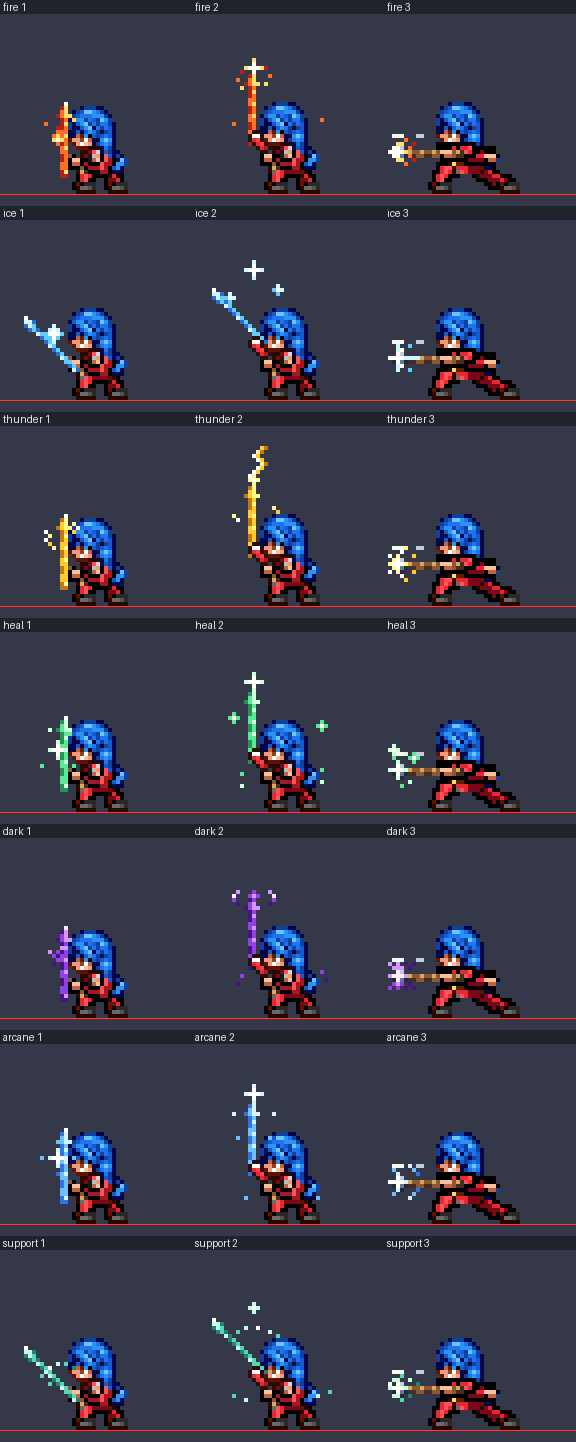 fire 1 fire 2 fire 3
ice 1 ice 2 ice 3
thunder 1 thunder 2 thunder 3
heal 1 heal 2 heal 3
dark 1 dark 2 dark 3
arcane 1 arcane 2 arcane 3
support 1 support 2 support 3